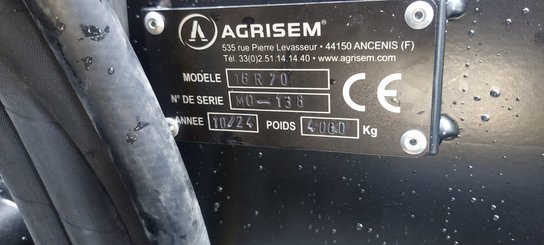 AGRISEM®
535 rue Pierre Levasseur - 44150 ANCENIS (F)
Tél. 33(0)2.51.14.14.40 • www.agrisem.com
MODELE 16R70
N° DE SERIE MO-138 CE
ANNEE 10/24 POIDS 4080 Kg